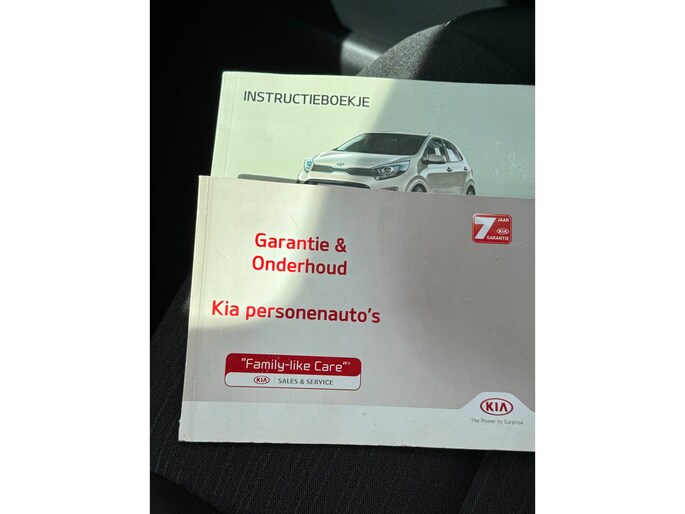 INSTRUCTIEBOEKJE
7 JAAR
KIA
GARANTIE
Garantie &
Onderhoud
Kia personenauto's
"Family-like Care"®
KIA SALES & SERVICE
KIA
The Power to Surprise